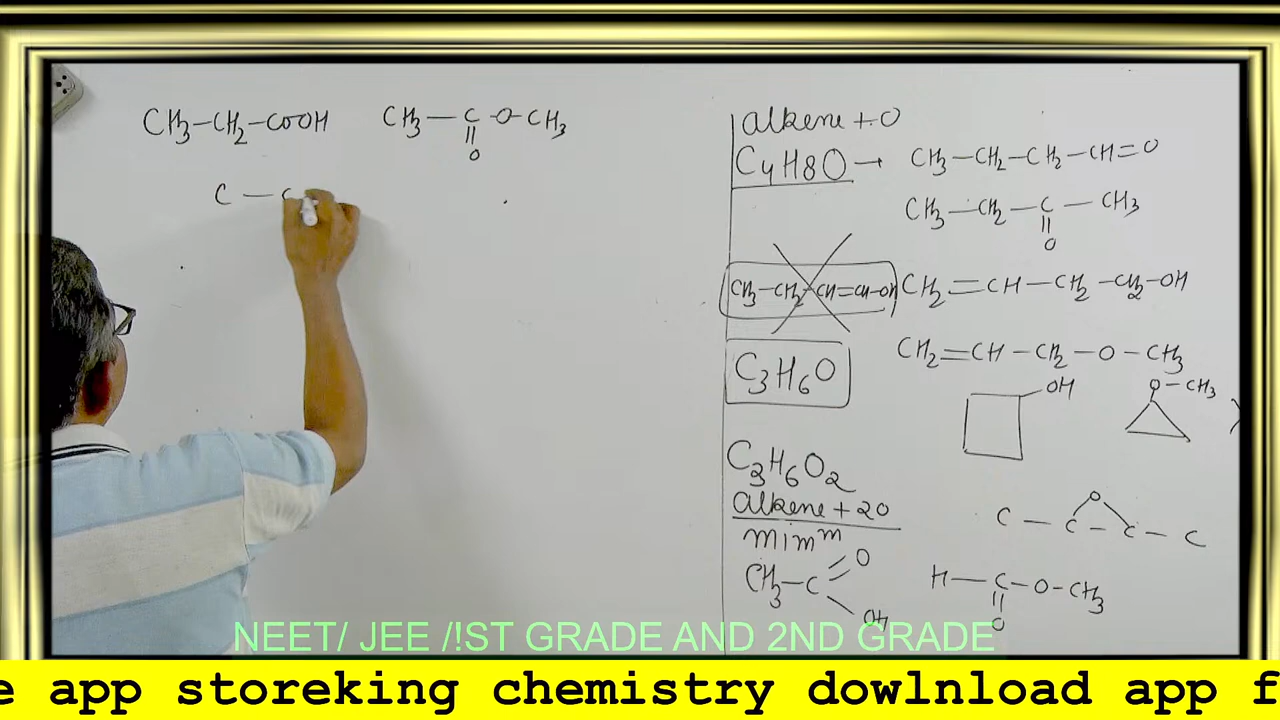 CH3—CH2—COOH
CH3—C—O—CH3
||
O
C —
alkene + O
C4H8O → CH3—CH2—CH2—CH=O
CH3—CH2—C—CH3
||
O
CH3—CH2—CH=CH—OH
CH2=CH—CH2—CH2—OH
CH2=CH—CH2—O—CH3
C3H6O
OH
O—CH3
C3H6O2
alkene + 2O
O
C — C — C — C
mimm
CH3—C
O
OH
H—C—O—CH3
||
O
NEET/ JEE /!ST GRADE AND 2ND GRADE
e app storeking chemistry dowlnload app f